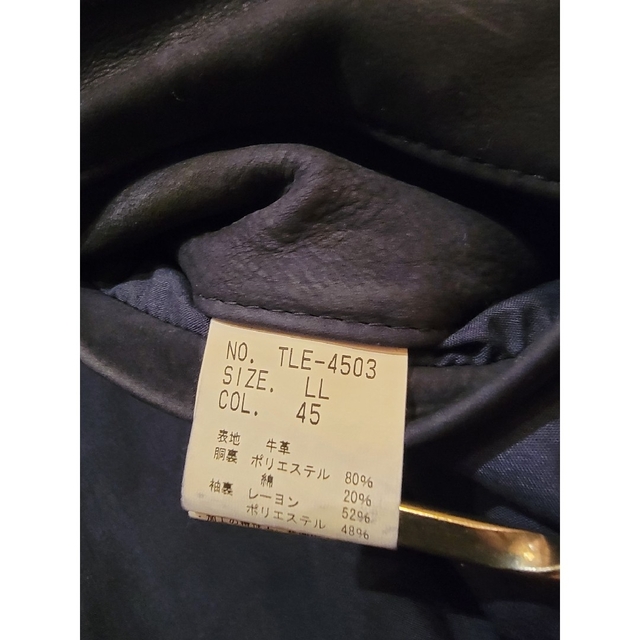 NO. TLE-4503
SIZE. LL
COL. 45
表地 牛革
胴裏 ポリエステル 80%
綿 20%
袖裏 レーヨン 52%
ポリエステル 48%